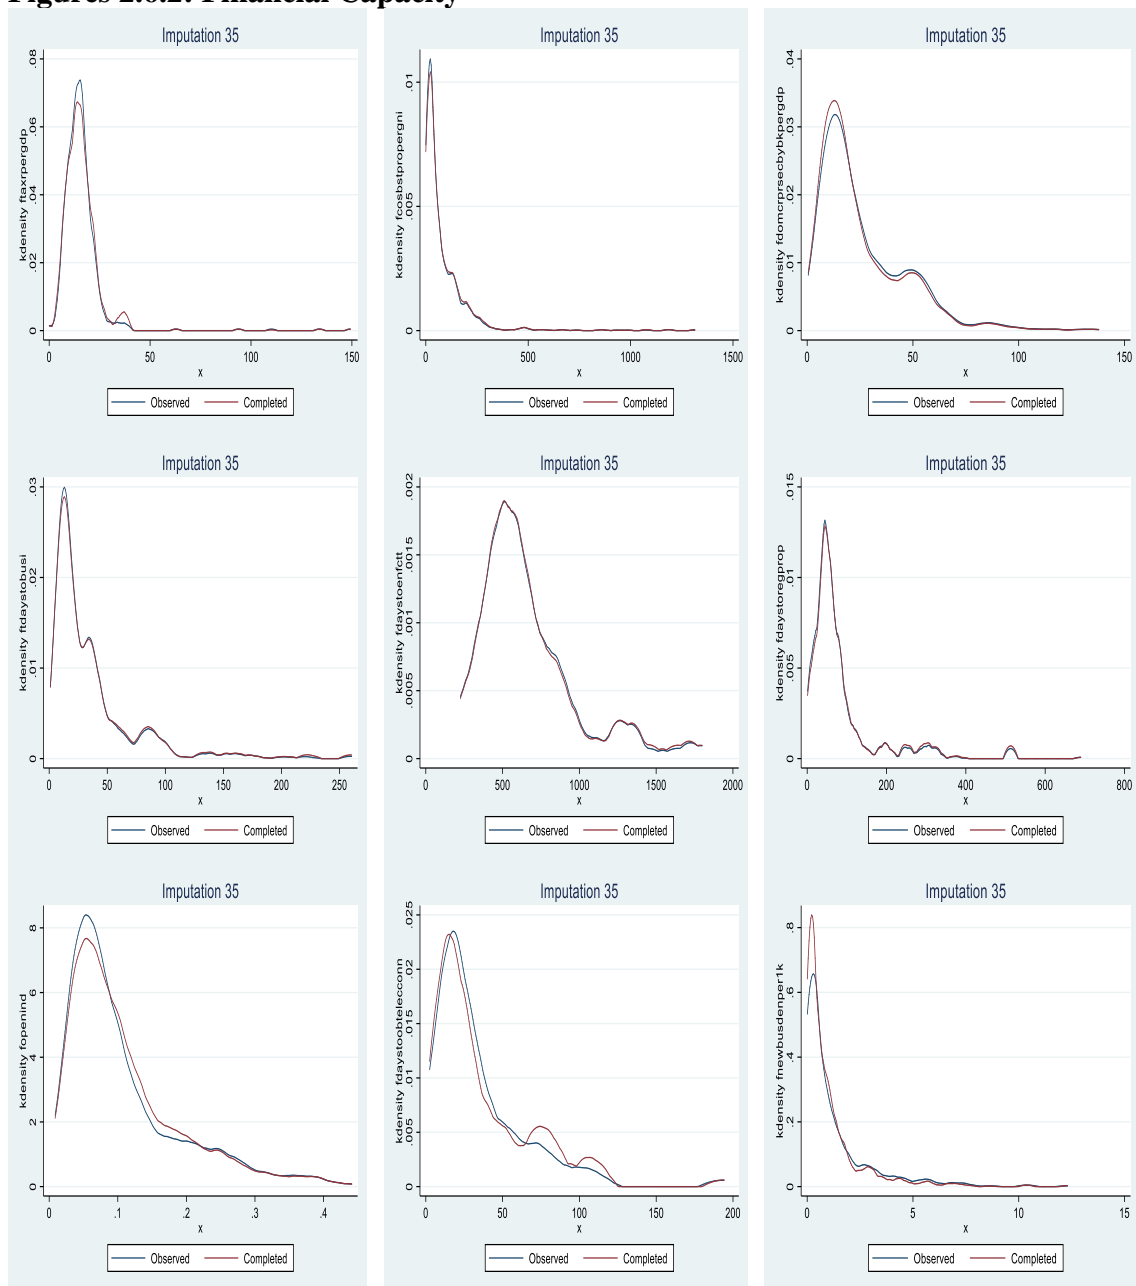 Figures 2.6.2: Financial Capacity
Imputation 35
kdensity ftaxrpergdp
0 .02 .04 .06 .08
0 50 100 150
x
Observed Completed
Imputation 35
kdensity fcosbstpropergni
0 .005 .01
0 500 1000 1500
x
Observed Completed
Imputation 35
kdensity fdomcrprsecbybkpergdp
0 .01 .02 .03 .04
0 50 100 150
x
Observed Completed
Imputation 35
kdensity ftdaystobusi
0 .01 .02 .03
0 50 100 150 200 250
x
Observed Completed
Imputation 35
kdensity fdaystoenfctt
0 .0005 .001 .0015 .002
0 500 1000 1500 2000
x
Observed Completed
Imputation 35
kdensity fdaystoregprop
0 .005 .01 .015
0 200 400 600 800
x
Observed Completed
Imputation 35
kdensity fopenind
0 2 4 6 8
0 .1 .2 .3 .4
x
Observed Completed
Imputation 35
kdensity fdaystoobtelecconn
0 .005 .01 .015 .02 .025
0 50 100 150 200
x
Observed Completed
Imputation 35
kdensity fnewbusdenper1k
0 .2 .4 .6 .8
0 5 10 15
x
Observed Completed